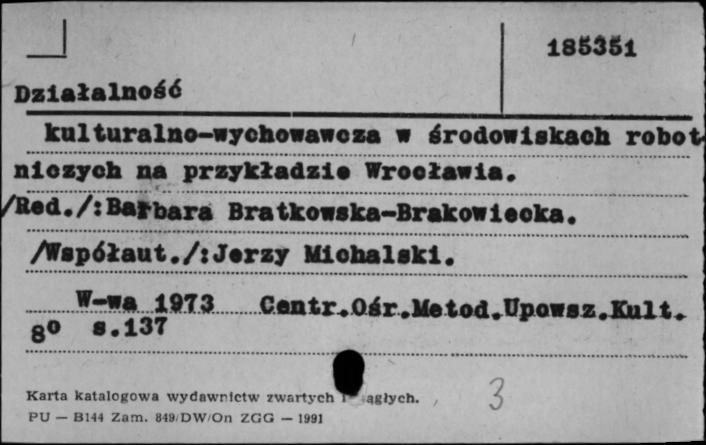 185351
Działalność
kulturalno-wychowawcza w środowiskach robot
niczych na przykładzie Wrocławia.
/Red./:Barbara Bratkowska-Brakowiecka.
/Współaut./:Jerzy Michalski.
W-wa 1973 Centr.Ośr.Metod.Upowsz.Kult.
8º s.137
Karta katalogowa wydawnictw zwartych i ągłych.
3
PU — B144 Zam. 849/DW/On ZGG — 1991